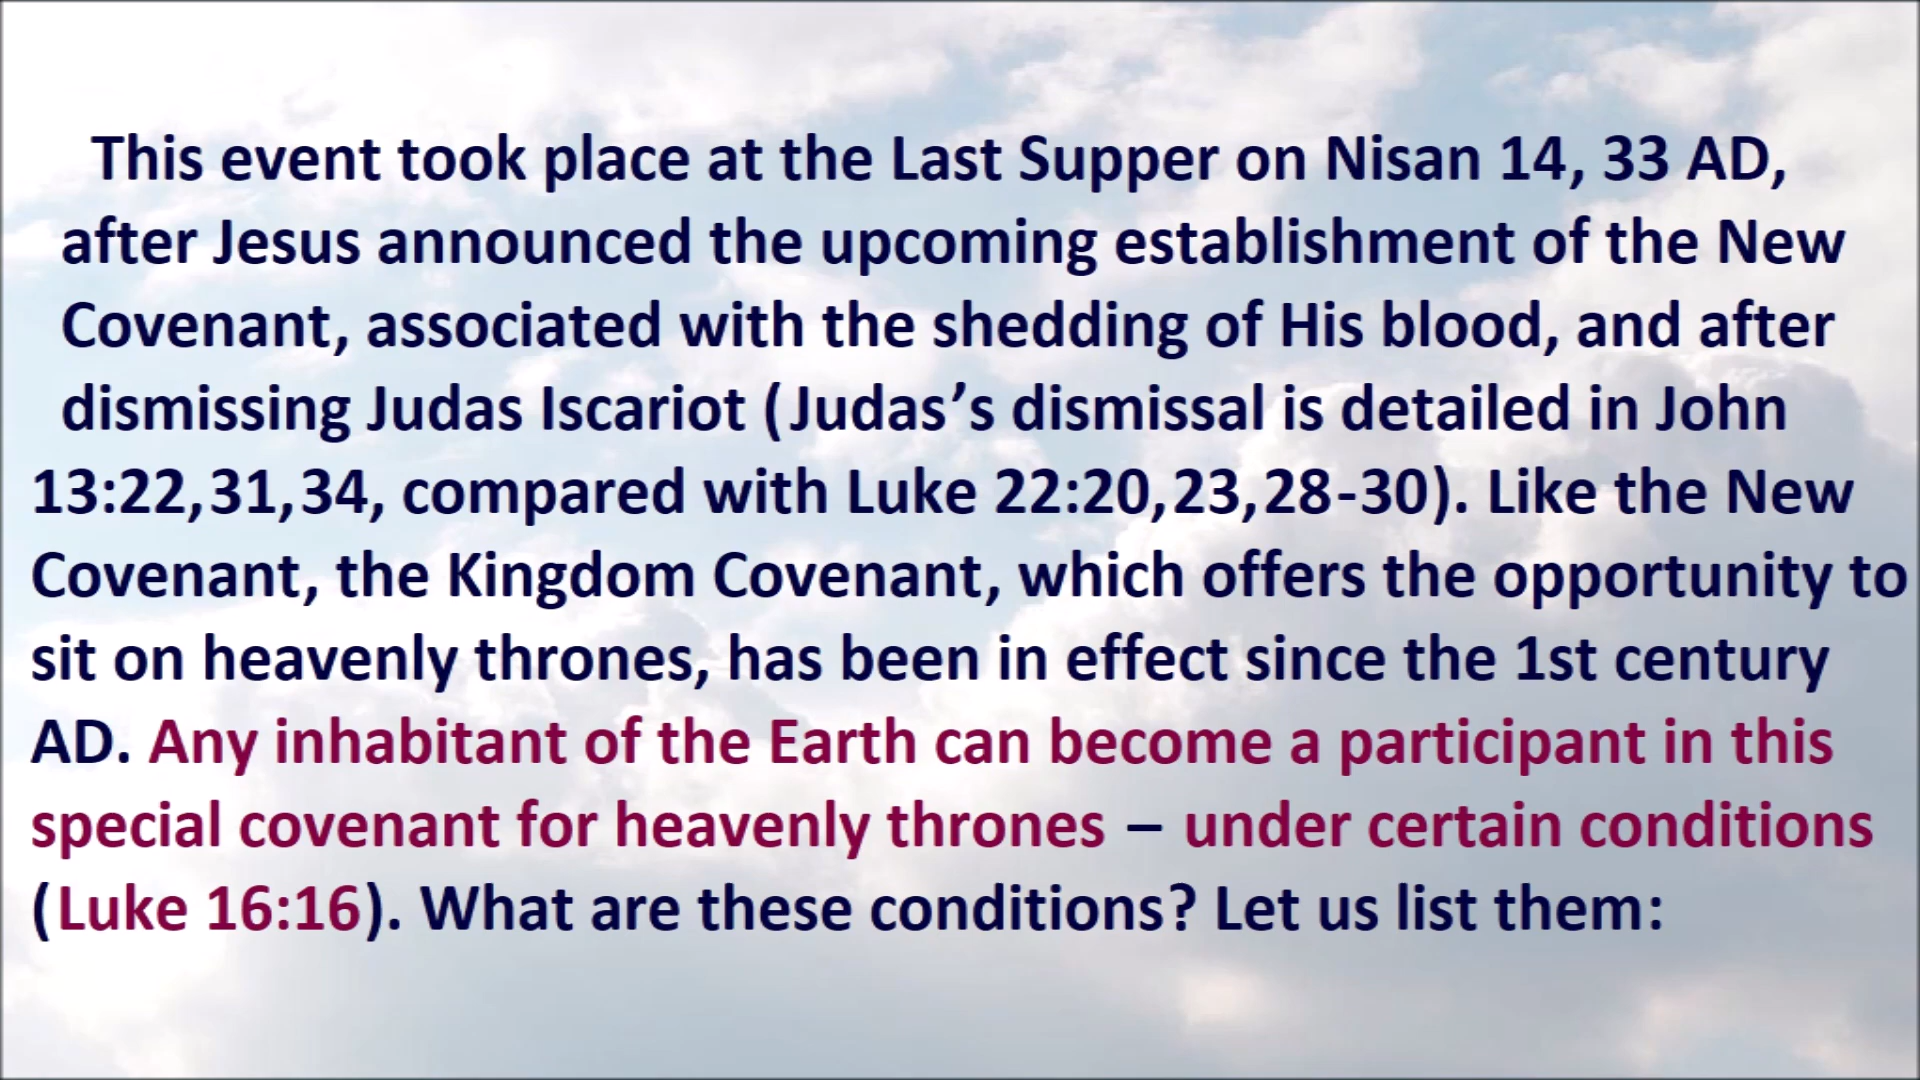 This event took place at the Last Supper on Nisan 14, 33 AD,
after Jesus announced the upcoming establishment of the New
Covenant, associated with the shedding of His blood, and after
dismissing Judas Iscariot (Judas’s dismissal is detailed in John
13:22,31,34, compared with Luke 22:20,23,28-30). Like the New
Covenant, the Kingdom Covenant, which offers the opportunity to
sit on heavenly thrones, has been in effect since the 1st century
AD. Any inhabitant of the Earth can become a participant in this
special covenant for heavenly thrones – under certain conditions
(Luke 16:16). What are these conditions? Let us list them: